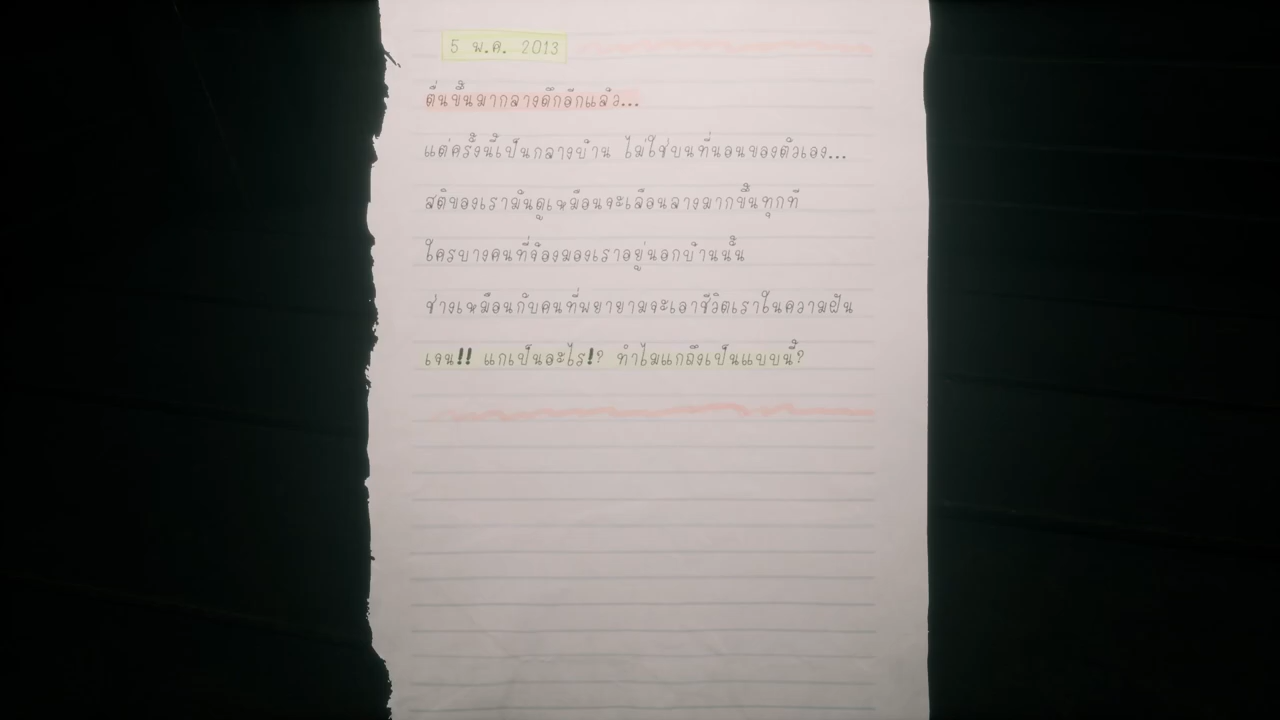 5 พ.ค. 2013
ตื่นขึ้นมากลางดึกอีกแล้ว...
แต่ครั้งนี้เป็นกลางบ้าน ไม่ใช่บนที่นอนของตัวเอง...
สติของเรามันดูเหมือนจะเลือนลางมากขึ้นทุกที
ใครบางคนที่จ้องมองเราอยู่นอกบ้านนั้น
ช่างเหมือนกับคนที่พยายามจะเอาชีวิตเราในความฝัน
เจน!! แกเป็นอะไร!? ทำไมแกถึงเป็นแบบนี้?